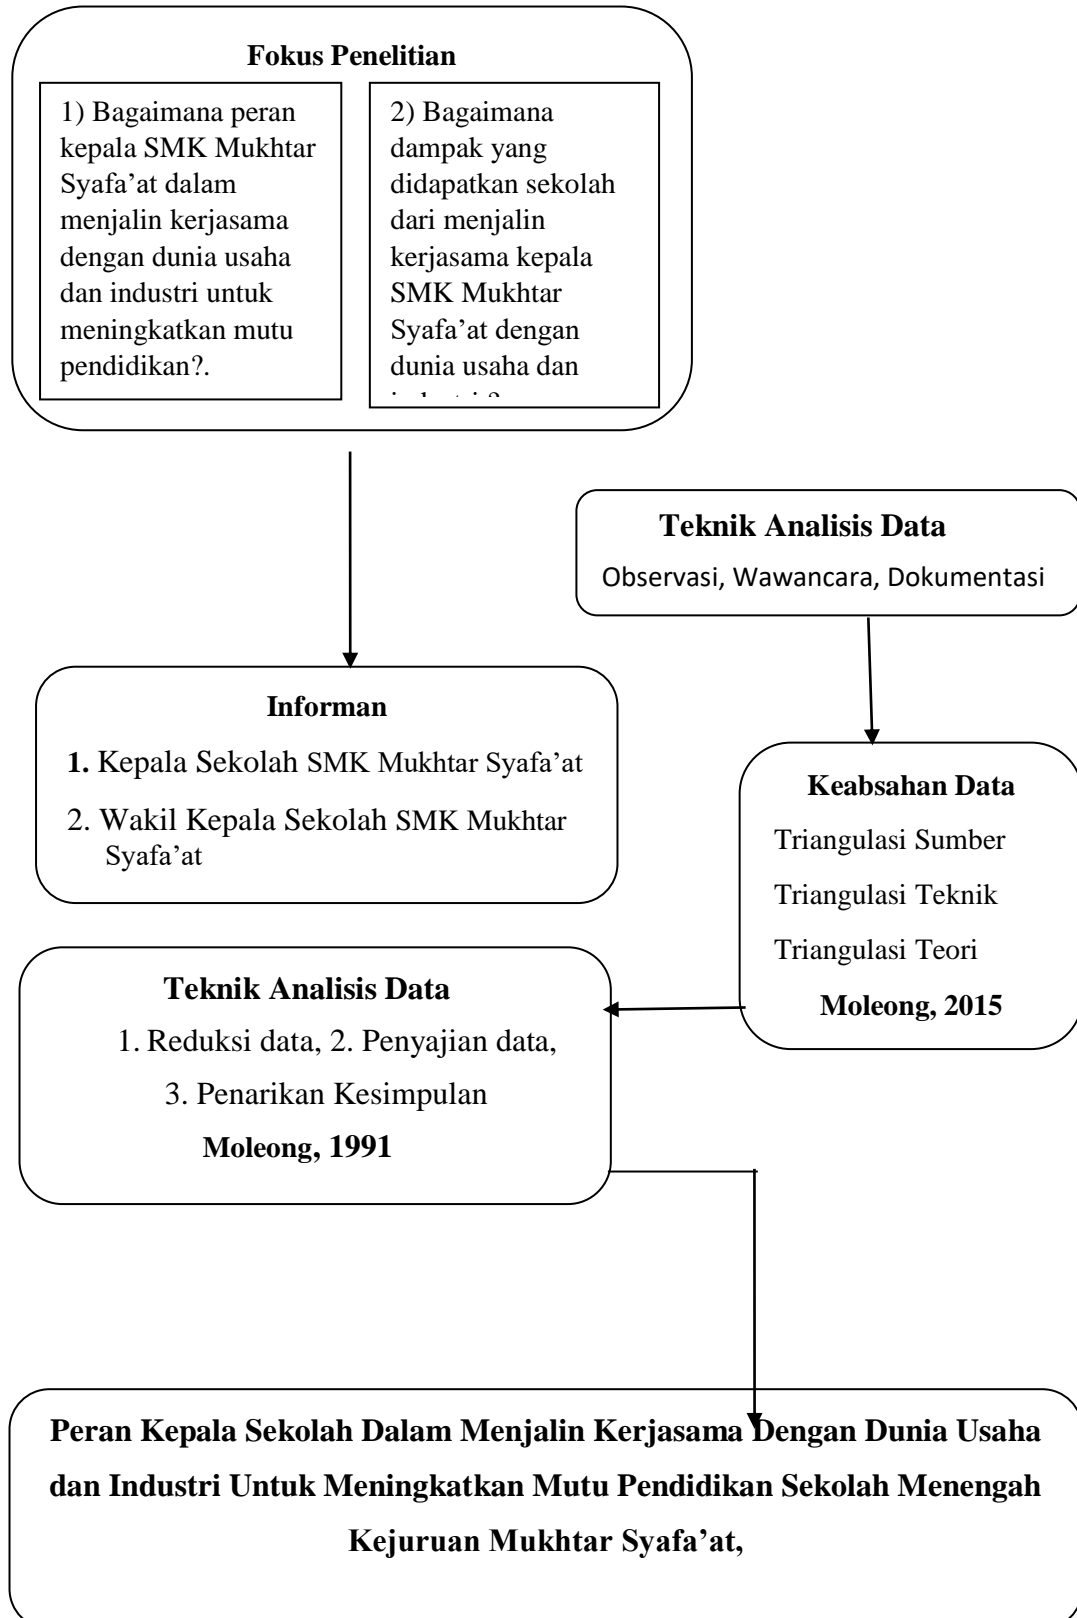 Fokus Penelitian
1) Bagaimana peran
kepala SMK Mukhtar
Syafa’at dalam
menjalin kerjasama
dengan dunia usaha
dan industri untuk
meningkatkan mutu
pendidikan?.
2) Bagaimana
dampak yang
didapatkan sekolah
dari menjalin
kerjasama kepala
SMK Mukhtar
Syafa’at dengan
dunia usaha dan
Teknik Analisis Data
Observasi, Wawancara, Dokumentasi
Informan
1. Kepala Sekolah SMK Mukhtar Syafa’at
2. Wakil Kepala Sekolah SMK Mukhtar
Syafa’at
Keabsahan Data
Triangulasi Sumber
Triangulasi Teknik
Triangulasi Teori
Moleong, 2015
Teknik Analisis Data
1. Reduksi data, 2. Penyajian data,
3. Penarikan Kesimpulan
Moleong, 1991
Peran Kepala Sekolah Dalam Menjalin Kerjasama Dengan Dunia Usaha
dan Industri Untuk Meningkatkan Mutu Pendidikan Sekolah Menengah
Kejuruan Mukhtar Syafa’at,